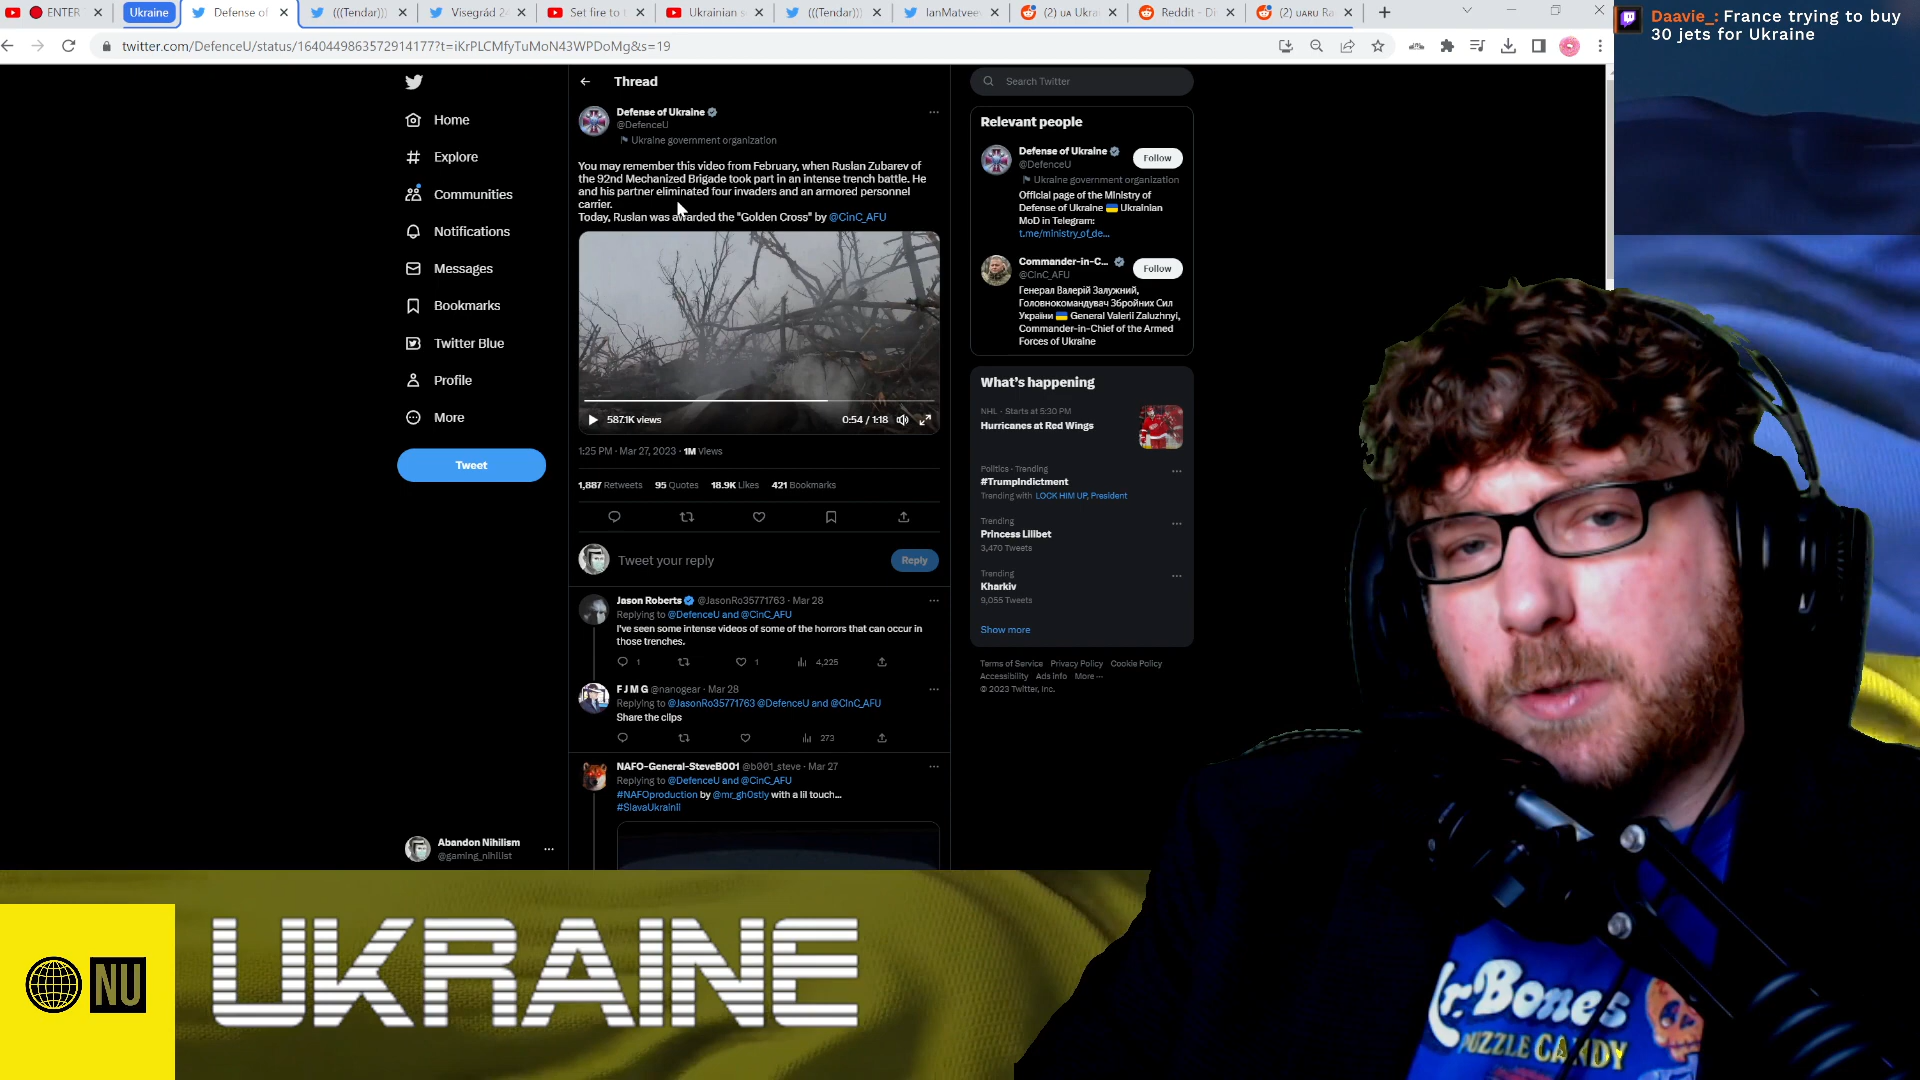 ENTER
Ukraine
Defense of
(((Tendar)))
Visegrád 2
Set fire to t
Ukrainian s
(((Tendar)))
IanMatvee
(2) UA Ukra
Reddit - Di
(2) UARU Ra
Daavie_: France trying to buy
30 jets for Ukraine
twitter.com/DefenceU/status/1640449863572914177?t=iKrPLCMfyTuMoN43WPDoMg&s=19
Home
Explore
Communities
Notifications
Messages
Bookmarks
Twitter Blue
Profile
More
Tweet
Abandon Nihilism
@gaming_nihilist
Thread
Defense of Ukraine
@DefenceU
Ukraine government organization
You may remember this video from February, when Ruslan Zubarev of
the 92nd Mechanized Brigade took part in an intense trench battle. He
and his partner eliminated four invaders and an armored personnel
carrier.
Today, Ruslan was awarded the "Golden Cross" by @CinC_AFU
587.1K views
0:54 / 1:18
1:25 PM · Mar 27, 2023 · 1M Views
1,887 Retweets 95 Quotes 18.9K Likes 421 Bookmarks
Tweet your reply
Reply
Jason Roberts @JasonRo35771763 · Mar 28
Replying to @DefenceU and @CinC_AFU
I've seen some intense videos of some of the horrors that can occur in
those trenches.
1
1
4,225
F J M G @nanogear · Mar 28
Replying to @JasonRo35771763 @DefenceU and @CinC_AFU
Share the clips
273
NAFO-General-SteveB001 @b001_steve · Mar 27
Replying to @DefenceU and @CinC_AFU
#NAFOproduction by @mr_gh0stly with a lil touch...
#SlavaUkraini
Search Twitter
Relevant people
Defense of Ukraine
@DefenceU
Follow
Ukraine government organization
Official page of the Ministry of
Defense of Ukraine Ukrainian
MoD in Telegram:
t.me/ministry_of_de...
Commander-in-C...
@CinC_AFU
Follow
Генерал Валерій Залужний,
Головнокомандувач Збройних Сил
України General Valerii Zaluzhnyi,
Commander-in-Chief of the Armed
Forces of Ukraine
What's happening
NHL · Starts at 5:30 PM
Hurricanes at Red Wings
Politics · Trending
#TrumpIndictment
Trending with LOCK HIM UP, President
Trending
Princess Lilibet
3,470 Tweets
Trending
Kharkiv
9,055 Tweets
Show more
Terms of Service Privacy Policy Cookie Policy
Accessibility Ads info More ···
© 2023 Twitter, Inc.
NU
UKRAINE
Mr. Bones
PUZZLE CANDY